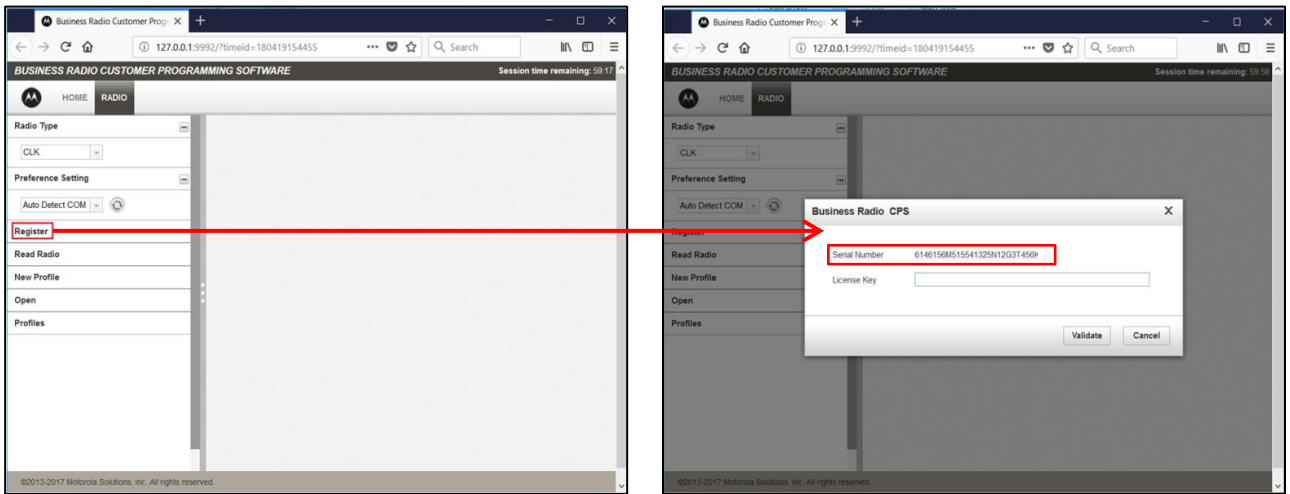 Business Radio Customer Progr
127.0.0.1:9992/?timeid=180419154455
Search
BUSINESS RADIO CUSTOMER PROGRAMMING SOFTWARE
Session time remaining: 59:17
HOME RADIO
Radio Type
CLK
Preference Setting
Auto Detect COM
Register
Read Radio
New Profile
Open
Profiles
©2013-2017 Motorola Solutions, Inc. All rights reserved.
Business Radio Customer Progr
127.0.0.1:9992/?timeid=180419154455
Search
BUSINESS RADIO CUSTOMER PROGRAMMING SOFTWARE
Session time remaining: 59:58
HOME RADIO
Radio Type
CLK
Preference Setting
Auto Detect COM
Register
Read Radio
New Profile
Open
Profiles
Business Radio CPS
Serial Number 6146156M515541325N12G3T456
License Key
Validate Cancel
©2013-2017 Motorola Solutions, Inc. All rights reserved.